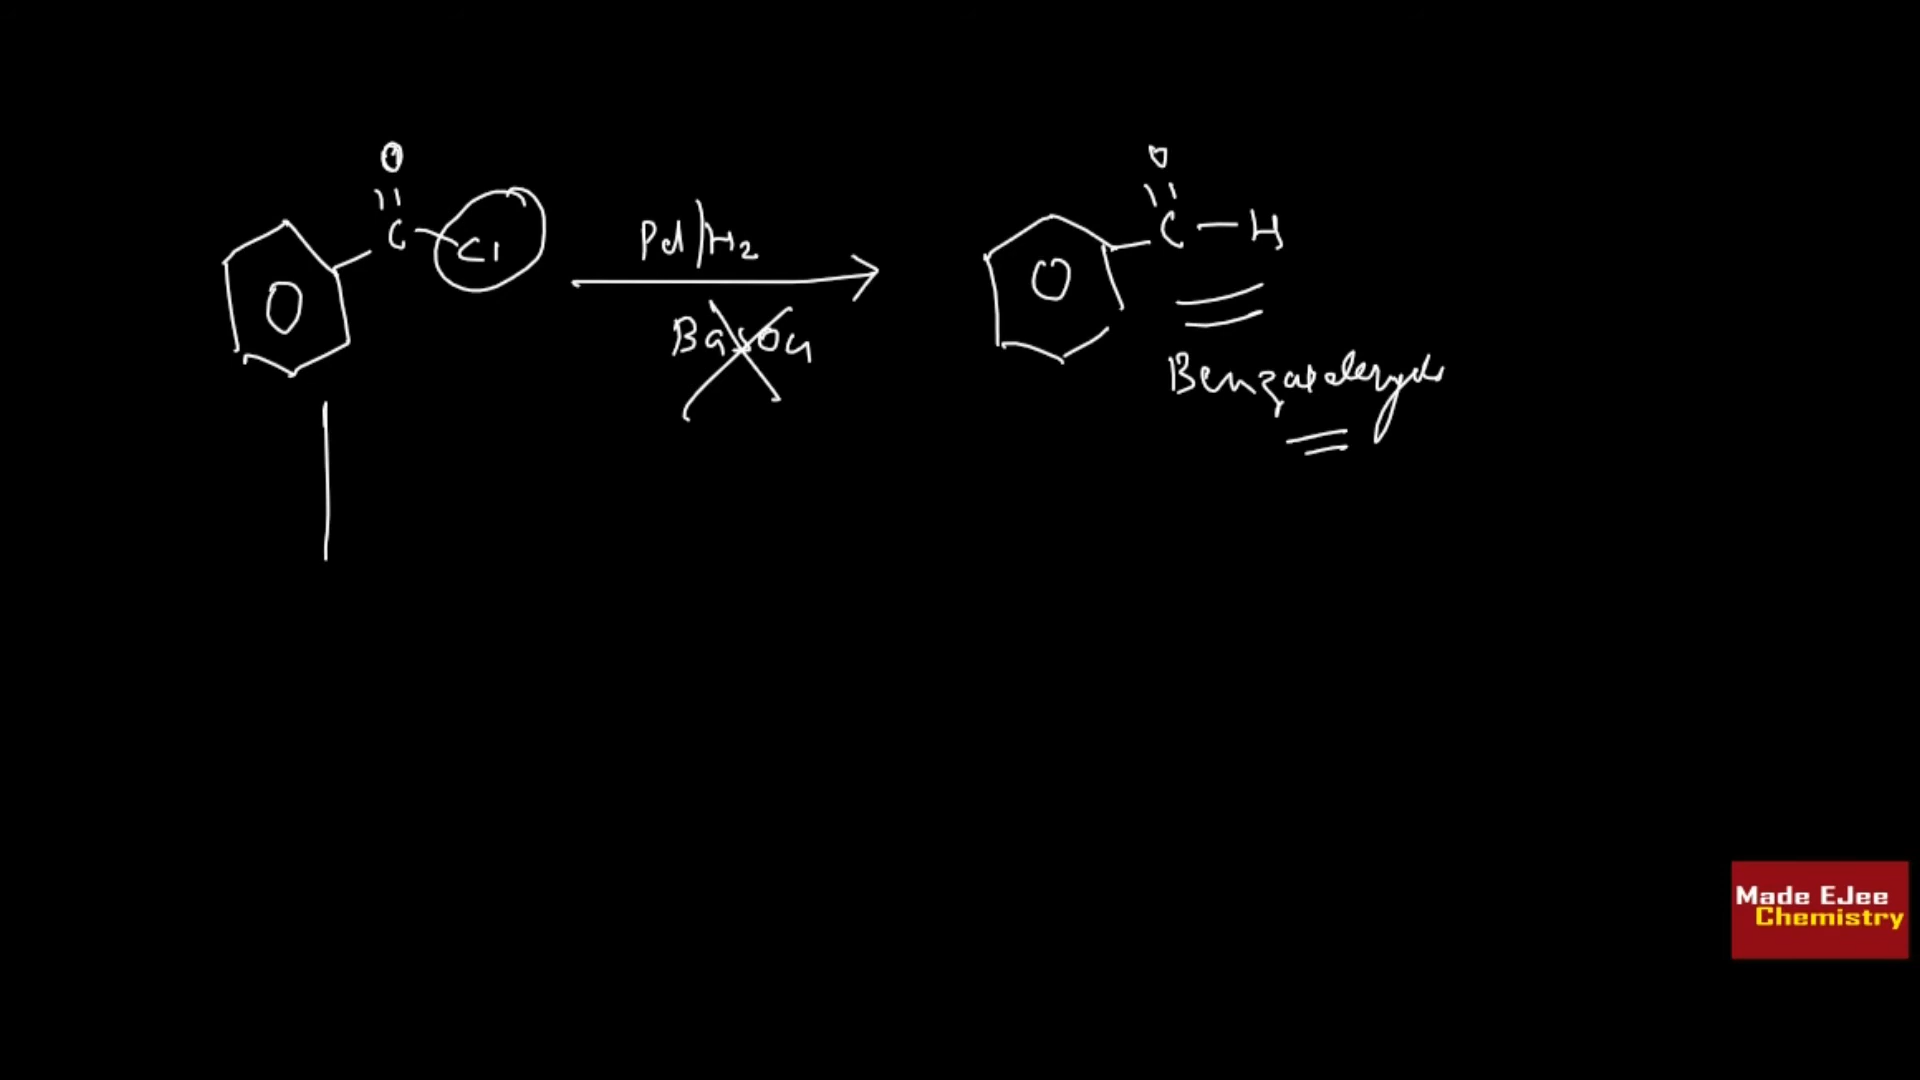 O
O
C
Cl
C – H
Pd/H2
O
O
BaSO4
Benzaldehyde
Made EJee
Chemistry